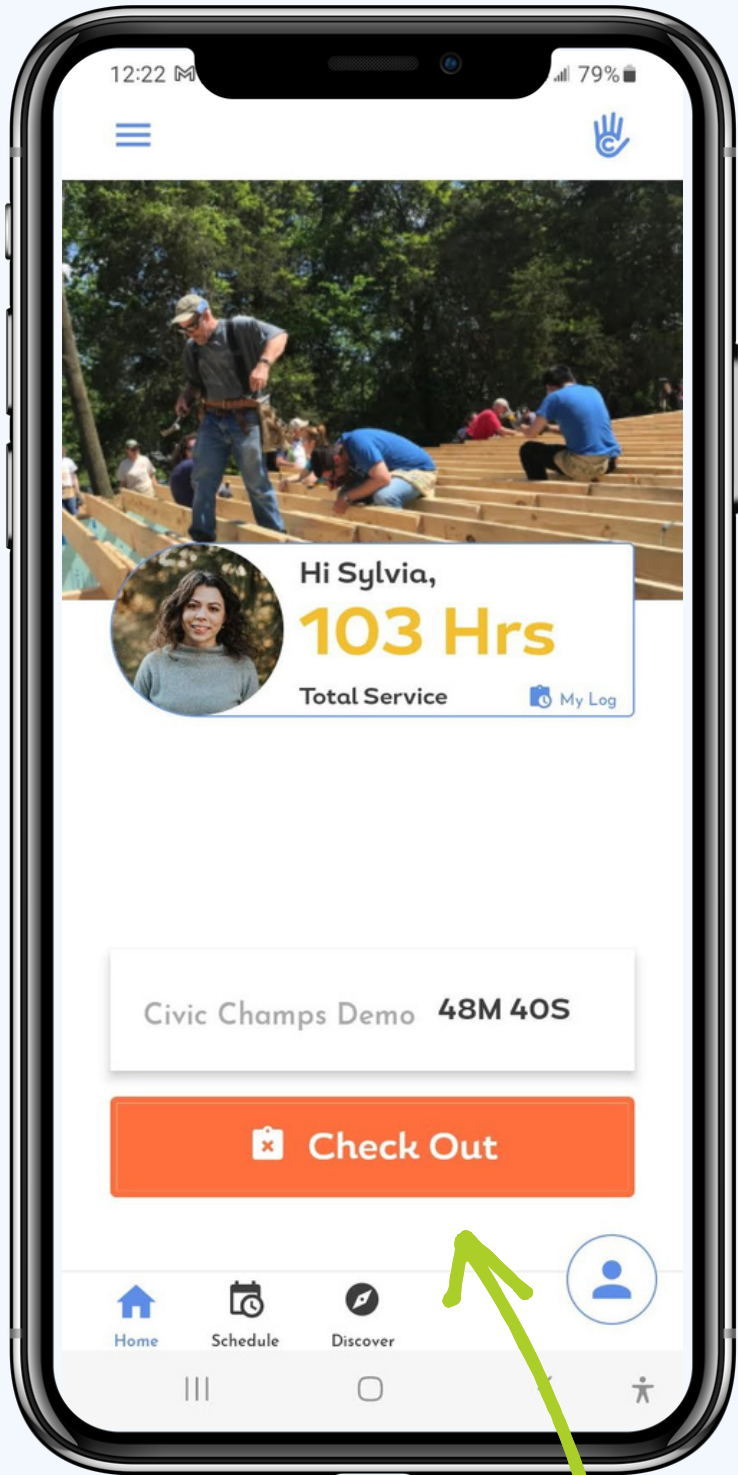 12:22 79%
Hi Sylvia,
103 Hrs
Total Service My Log
Civic Champs Demo 48M 40S
Check Out
Home Schedule Discover